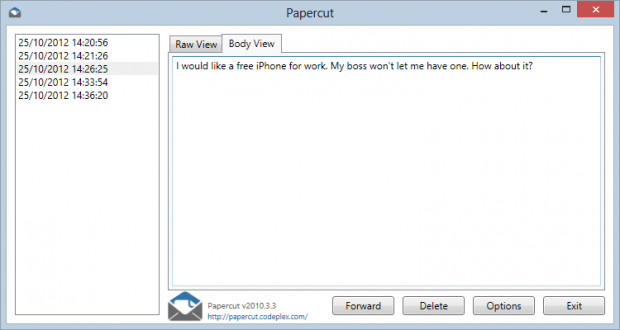 Papercut
25/10/2012 14:20:56
25/10/2012 14:21:26
25/10/2012 14:26:25
25/10/2012 14:33:54
25/10/2012 14:36:20
Raw View
Body View
I would like a free iPhone for work. My boss won't let me have one. How about it?
Papercut v2010.3.3
http://papercut.codeplex.com/
Forward
Delete
Options
Exit